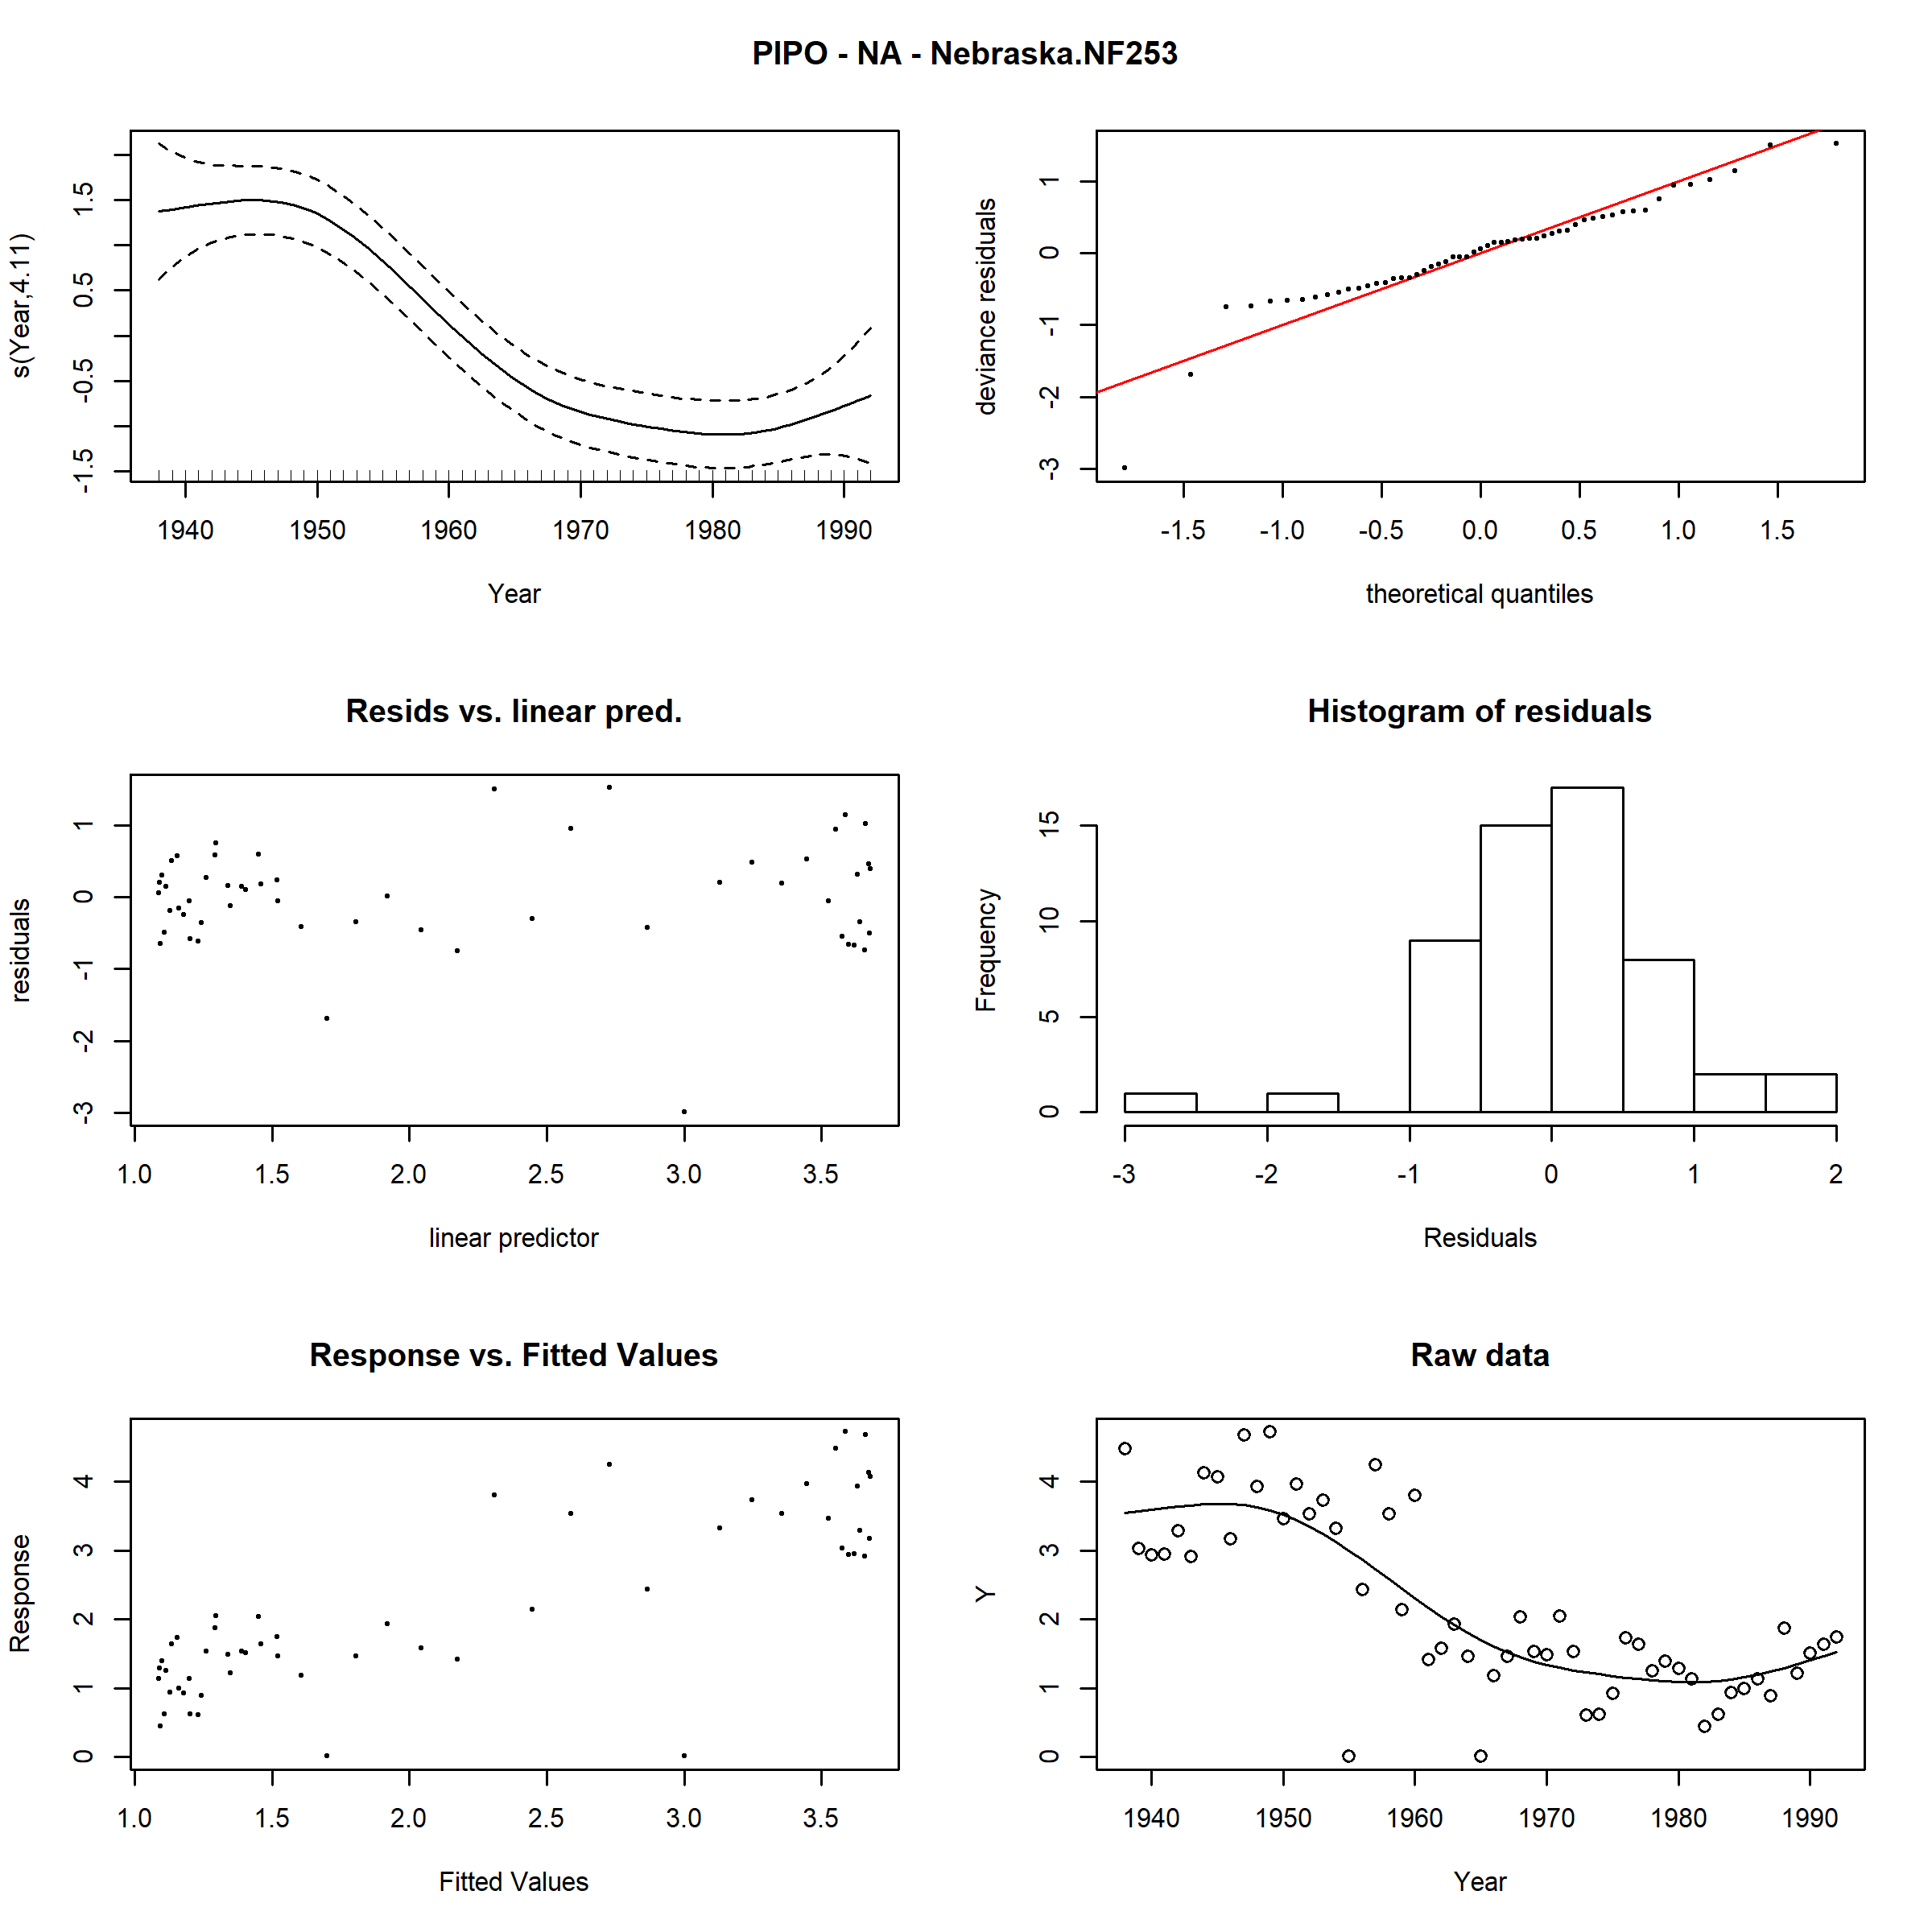 PIPO - NA - Nebraska.NF253
s(Year,4.11)
-1.5 -0.5 0.5 1.5
1940 1950 1960 1970 1980 1990
Year
deviance residuals
-3 -2 -1 0 1
-1.5 -1.0 -0.5 0.0 0.5 1.0 1.5
theoretical quantiles
Resids vs. linear pred.
residuals
-3 -2 -1 0 1
1.0 1.5 2.0 2.5 3.0 3.5
linear predictor
Histogram of residuals
Frequency
0 5 10 15
-3 -2 -1 0 1 2
Residuals
Response vs. Fitted Values
Response
0 1 2 3 4
1.0 1.5 2.0 2.5 3.0 3.5
Fitted Values
Raw data
Y
0 1 2 3 4
1940 1950 1960 1970 1980 1990
Year